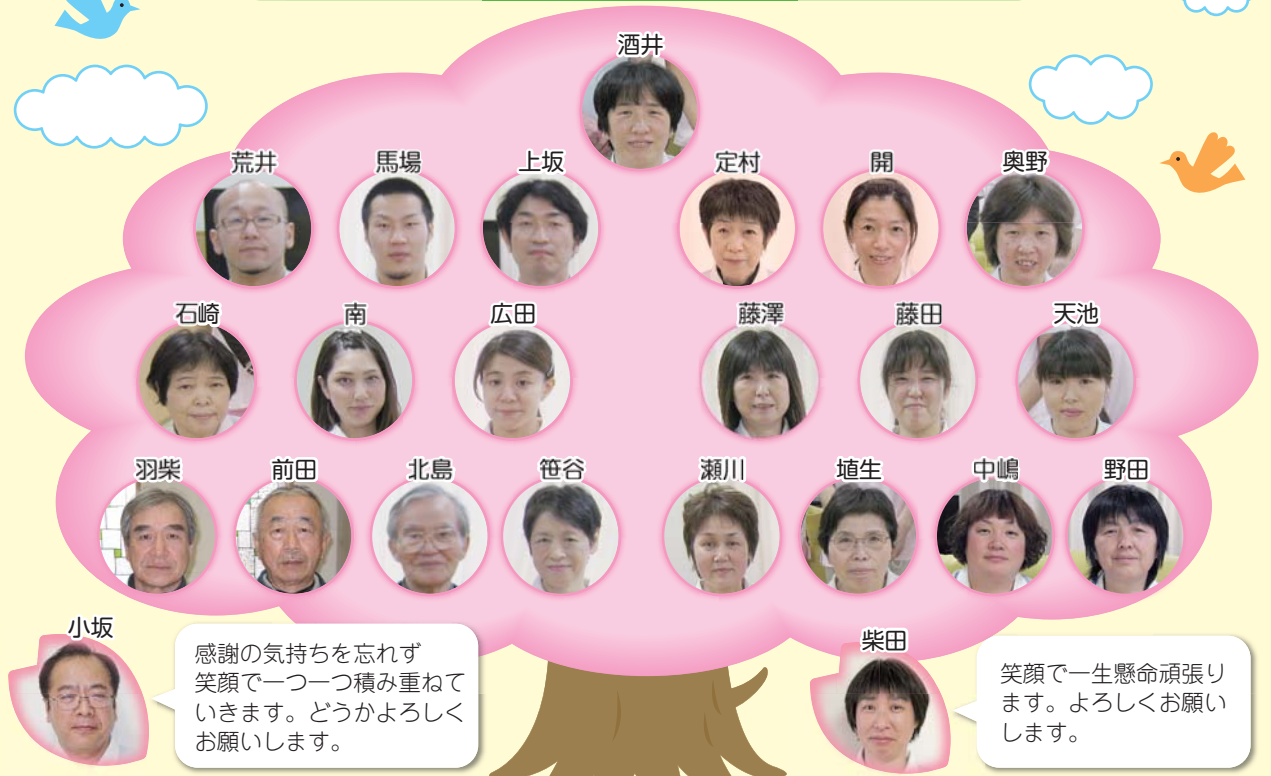 酒井
荒井
馬場
上坂
定村
開
奥野
石崎
南
広田
藤澤
藤田
天池
羽柴
前田
北島
笹谷
瀬川
埴生
中嶋
野田
小坂
感謝の気持ちを忘れず
笑顔で一つ一つ積み重ねて
いきます。どうかよろしく
お願いします。
柴田
笑顔で一生懸命頑張り
ます。よろしくお願い
します。